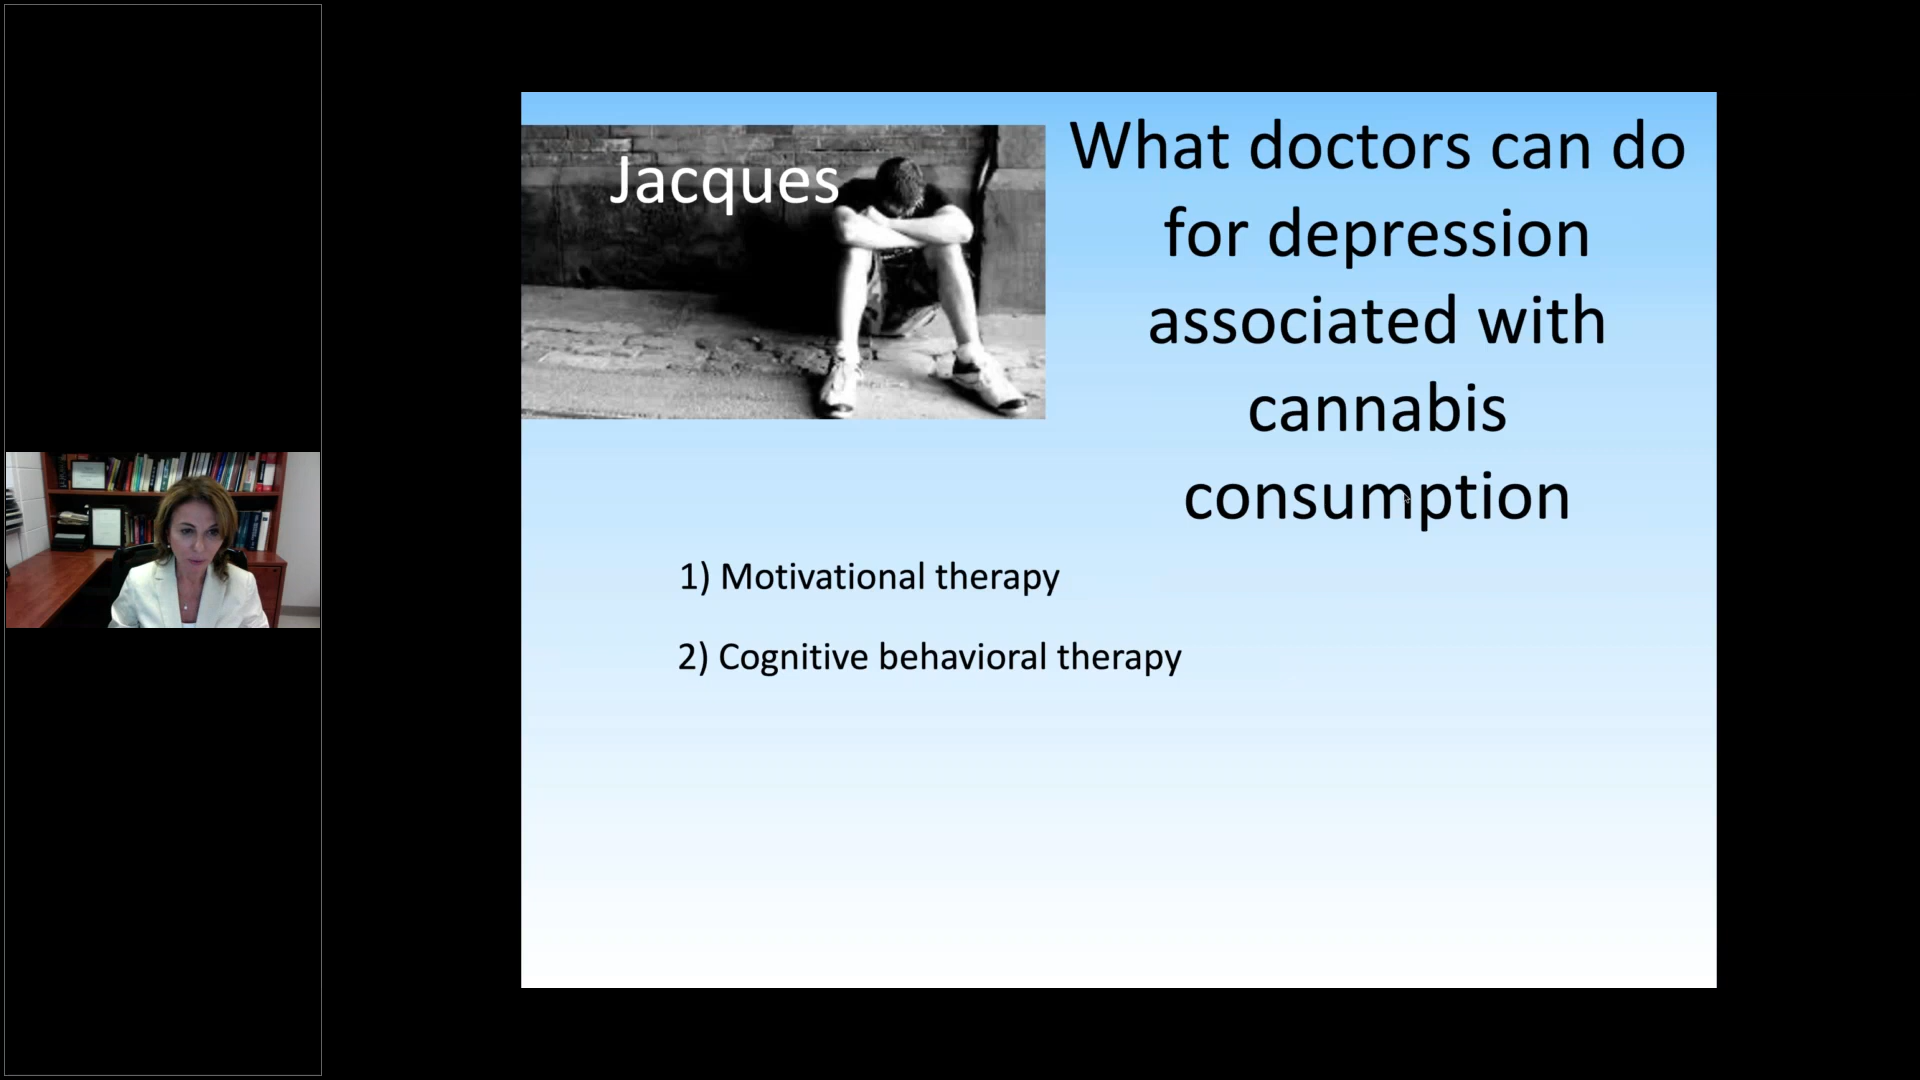 Jacques
What doctors can do
for depression
associated with
cannabis
consumption
1) Motivational therapy
2) Cognitive behavioral therapy